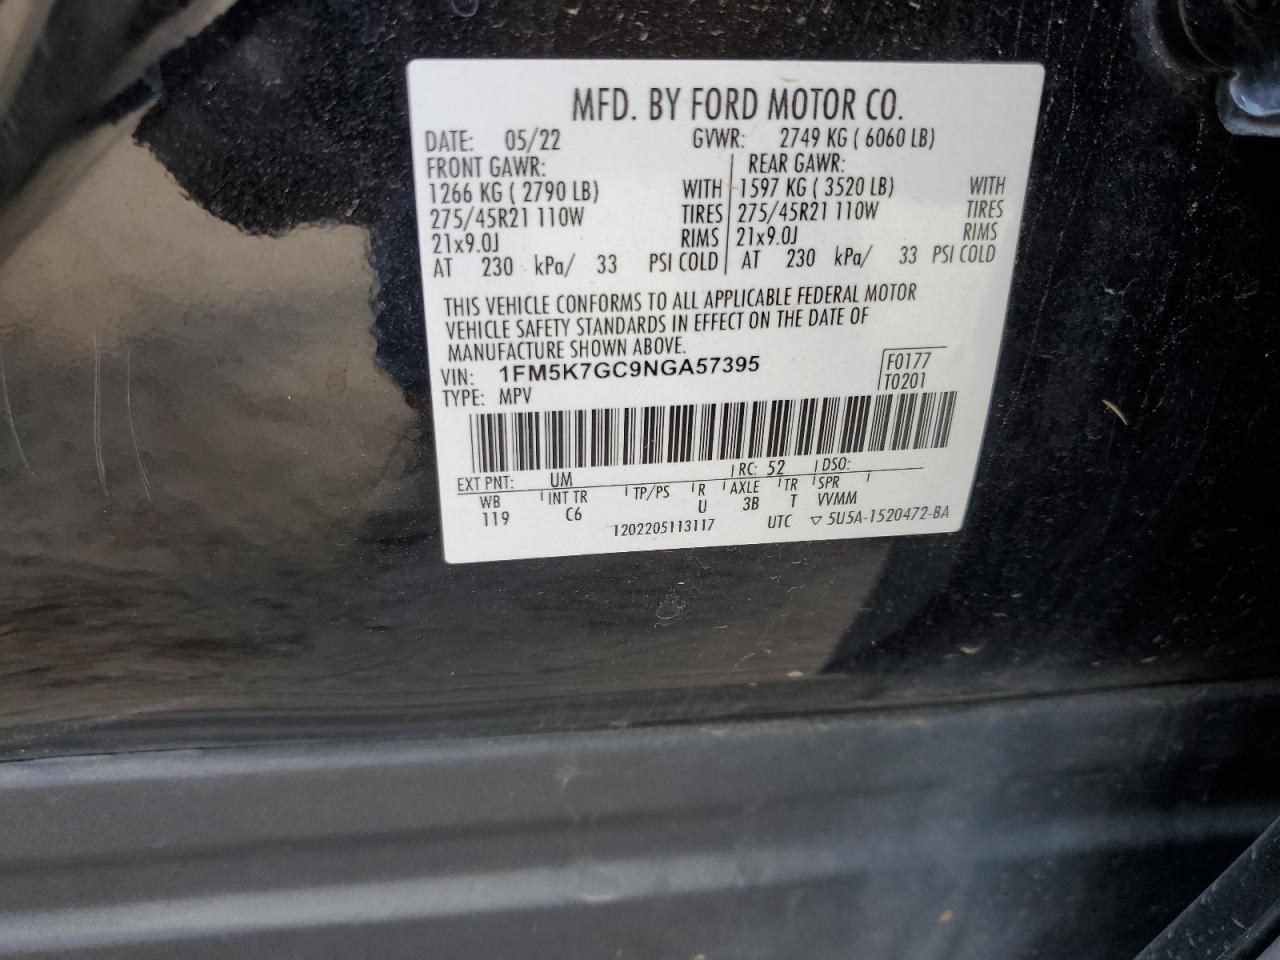 MFD. BY FORD MOTOR CO.
DATE: 05/22 GVWR: 2749 KG ( 6060 LB)
FRONT GAWR: REAR GAWR:
1266 KG ( 2790 LB) WITH 1597 KG ( 3520 LB) WITH
275/45R21 110W TIRES 275/45R21 110W TIRES
21x9.0J RIMS 21x9.0J RIMS
AT 230 kPa/ 33 PSI COLD AT 230 kPa/ 33 PSI COLD
THIS VEHICLE CONFORMS TO ALL APPLICABLE FEDERAL MOTOR
VEHICLE SAFETY STANDARDS IN EFFECT ON THE DATE OF
MANUFACTURE SHOWN ABOVE.
VIN: 1FM5K7GC9NGA57395 F0177
TYPE: MPV T0201
EXT PNT: UM RC: 52 DSO:
WB INT TR TP/PS R AXLE TR SPR
119 C6 U 3B T VVMM
1202205113117 UTC ▽ 5U5A-1520472-BA